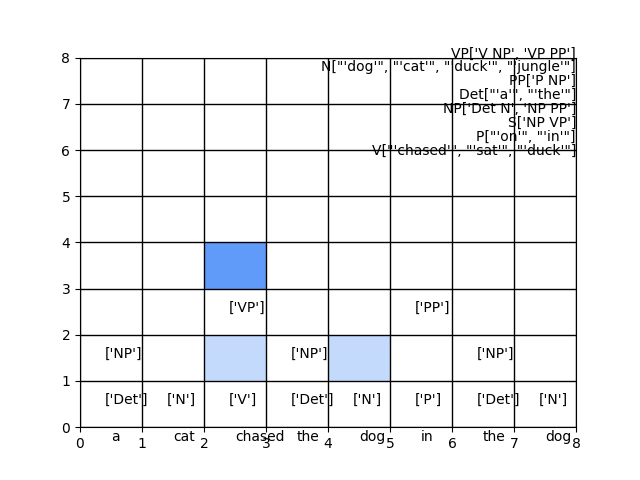 VP['V NP', 'VP PP']
N["'dog'", "'cat'", "'duck'", "'jungle'"]
PP['P NP']
Det["'a'", "'the'"]
NP['Det N', 'NP PP']
S['NP VP']
P["'on'", "'in'"]
V["'chased'", "'sat'", "'duck'"]
8
7
6
5
4
3
['VP'] ['PP']
2
['NP'] ['NP'] ['NP']
1
['Det'] ['N'] ['V'] ['Det'] ['N'] ['P'] ['Det'] ['N']
0
a cat chased the dog in the dog
0 1 2 3 4 5 6 7 8